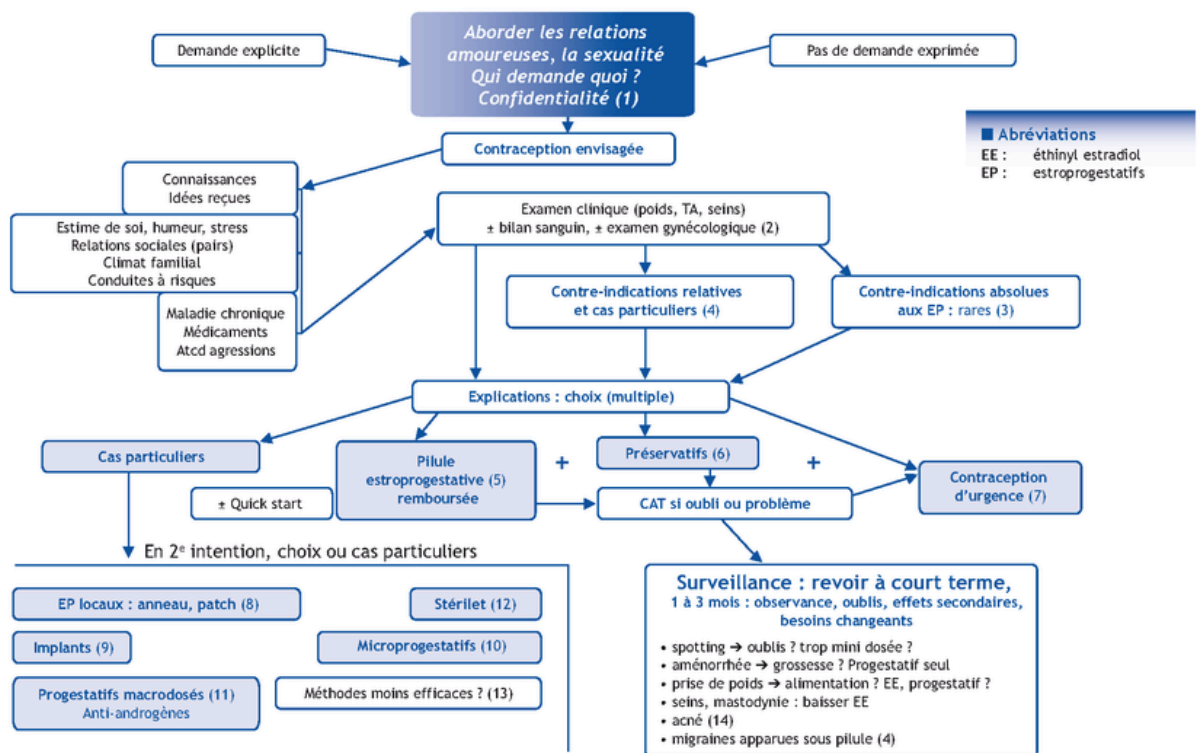 Demande explicite
Aborder les relations
amoureuses, la sexualité
Qui demande quoi ?
Confidentialité (1)
Pas de demande exprimée
■ Abréviations
EE : éthinyl estradiol
EP : estroprogestatifs
Contraception envisagée
Connaissances
Idées reçues
Estime de soi, humeur, stress
Relations sociales (pairs)
Climat familial
Conduites à risques
Maladie chronique
Médicaments
Atcd agressions
Examen clinique (poids, TA, seins)
± bilan sanguin, ± examen gynécologique (2)
Contre-indications relatives
et cas particuliers (4)
Contre-indications absolues
aux EP : rares (3)
Explications : choix (multiple)
Cas particuliers
± Quick start
Pilule
estroprogestative (5)
remboursée
+
Préservatifs (6)
+
CAT si oubli ou problème
Contraception
d’urgence (7)
En 2e intention, choix ou cas particuliers
EP locaux : anneau, patch (8)
Stérilet (12)
Implants (9)
Microprogestatifs (10)
Progestatifs macrodosés (11)
Anti-androgènes
Méthodes moins efficaces ? (13)
Surveillance : revoir à court terme,
1 à 3 mois : observance, oublis, effets secondaires,
besoins changeants
• spotting ➔ oublis ? trop mini dosée ?
• aménorrhée ➔ grossesse ? Progestatif seul
• prise de poids ➔ alimentation ? EE, progestatif ?
• seins, mastodynie : baisser EE
• acné (14)
• migraines apparues sous pilule (4)